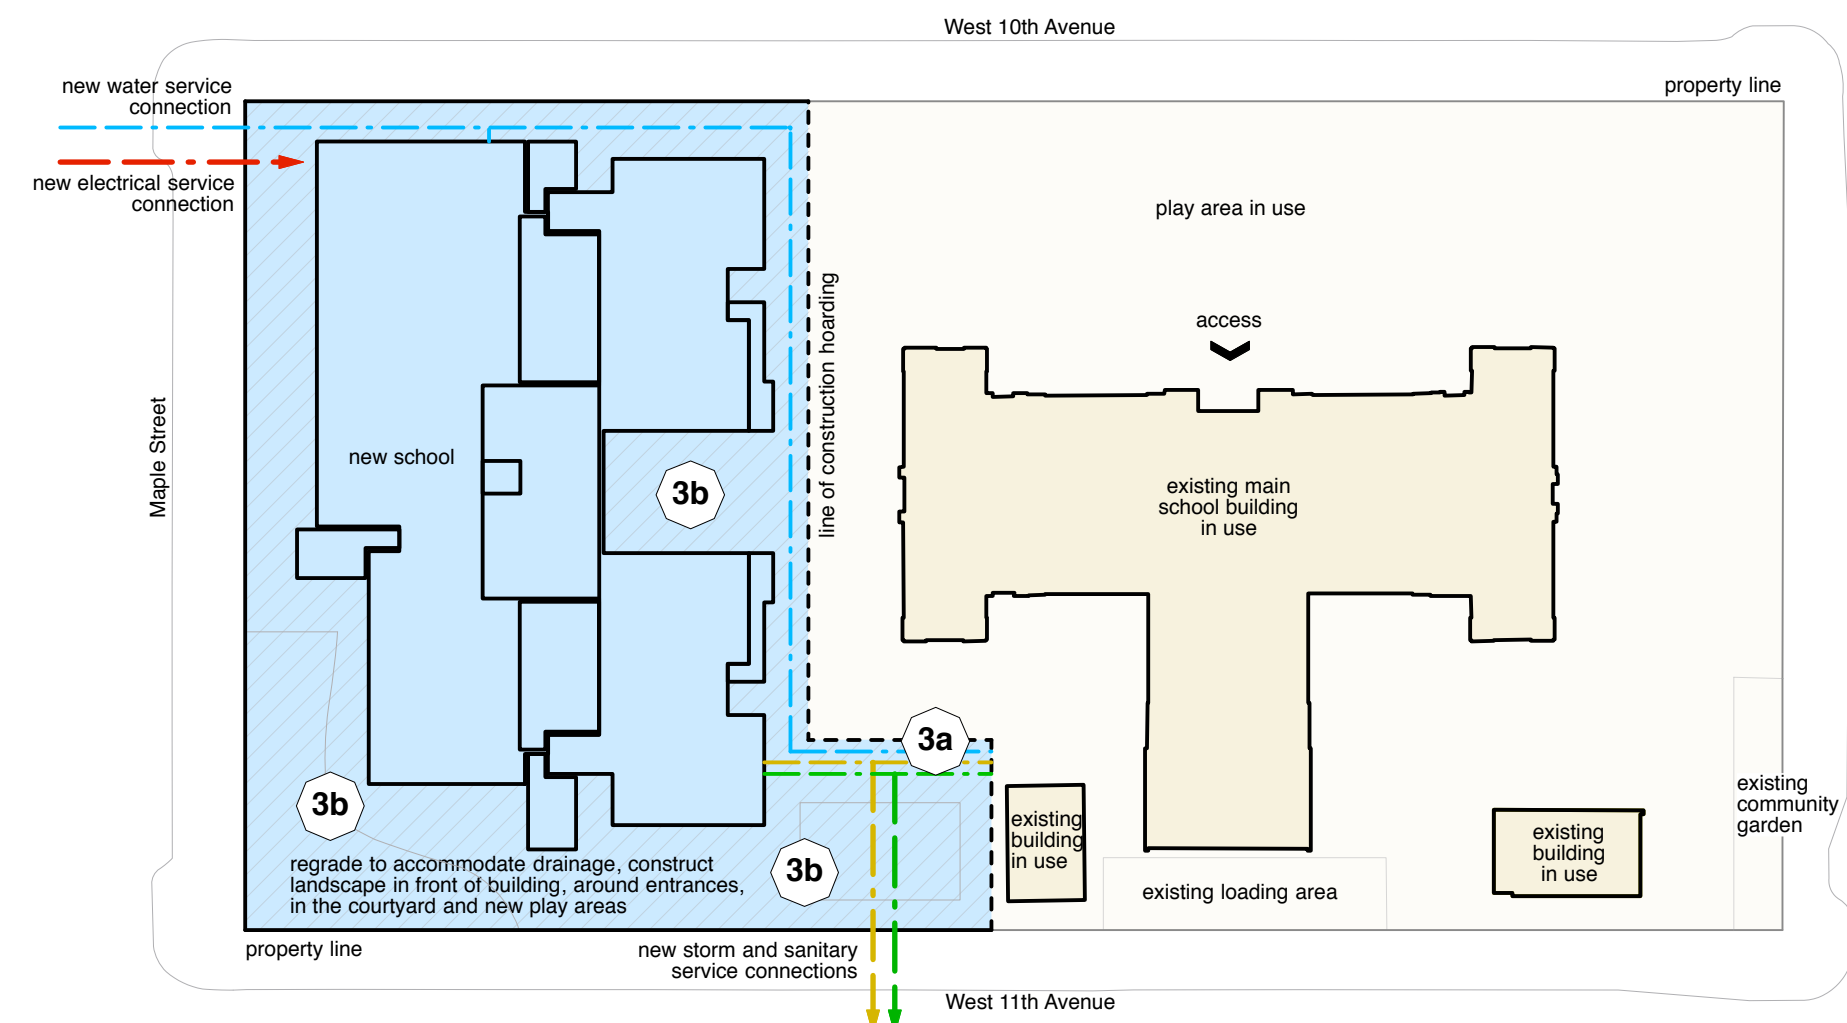 West 10th Avenue
new water service
connection
property line
new electrical service
connection
play area in use
line of construction hoarding
access
Maple Street
new school
3b
existing main
school building
in use
3a
3b
existing
building
in use
existing
community
garden
existing
building
in use
3b
regrade to accommodate drainage, construct
landscape in front of building, around entrances,
in the courtyard and new play areas
existing loading area
property line
new storm and sanitary
service connections
West 11th Avenue